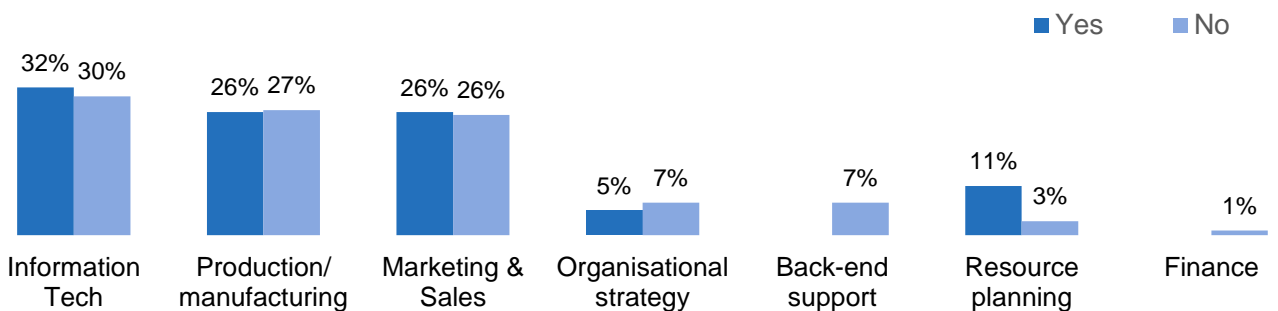 Yes No
32% 30% 26% 27% 26% 26% 5% 7% 7% 11% 3% 1%
Information Production/ Marketing & Organisational Back-end Resource Finance
Tech manufacturing Sales strategy support planning